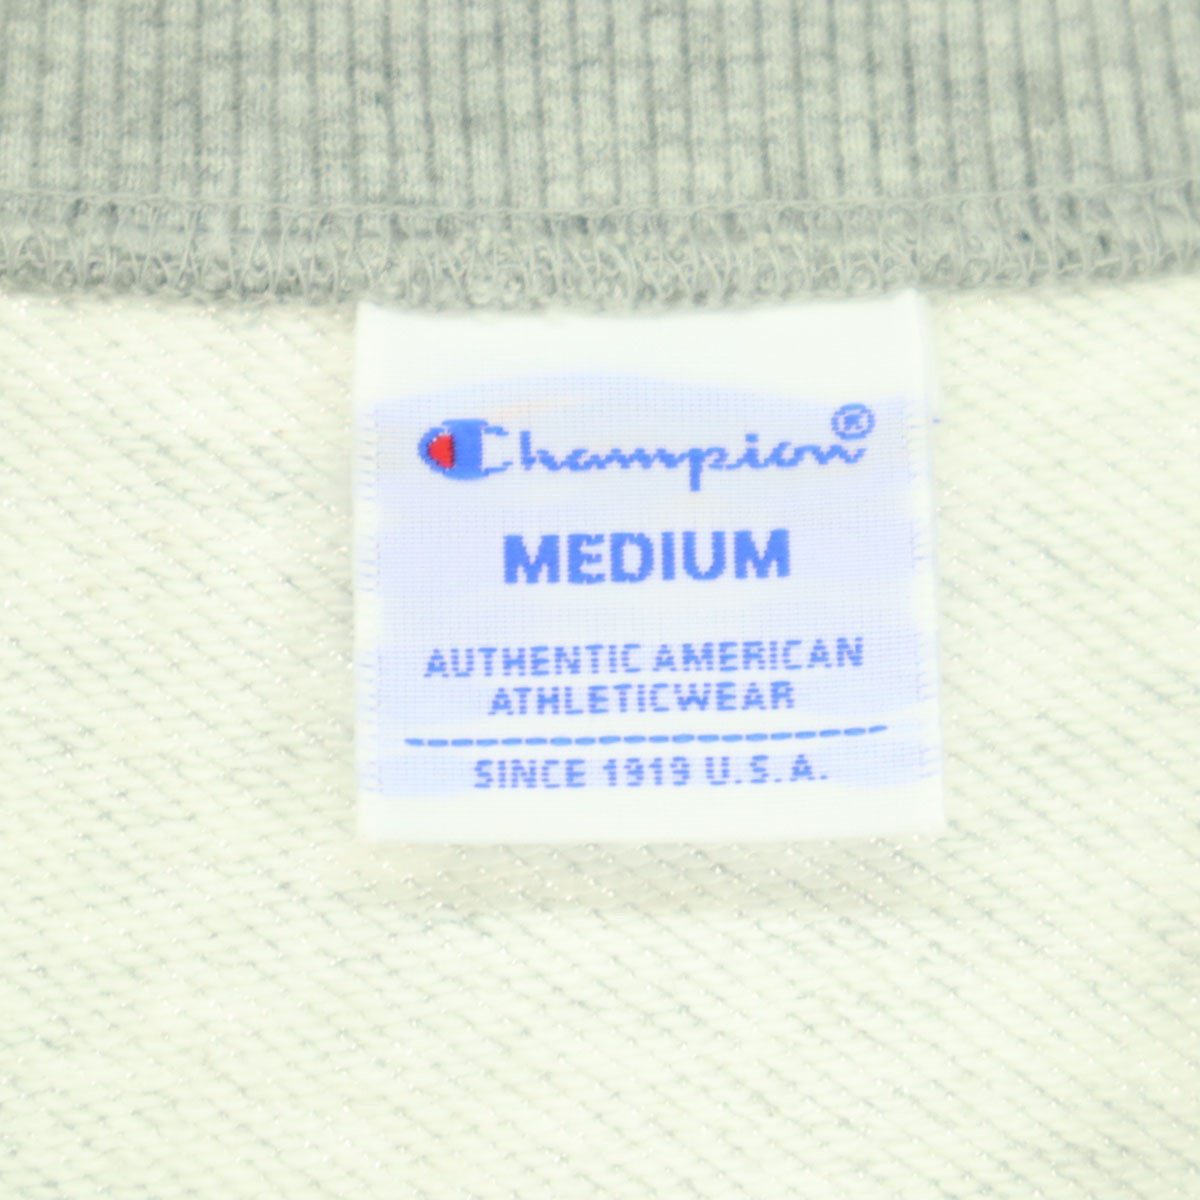 Champion®
MEDIUM
AUTHENTIC AMERICAN
ATHLETICWEAR
SINCE 1919 U.S.A.